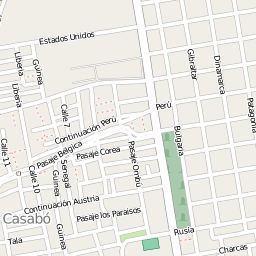 Estados Unidos
Liberia
Guinea
Gibraltar
Dinamarca
Liberia
Calle 7
Perú
Continuación Perú
Patagonia
Bulgaria
Pasaje Bélgica
Pasaje Ombú
Calle 11
Pasaje Corea
Calle 10
Senegal
Guinea
Continuación Austria
Casabó
Pasaje los Paraisos
Guinea
Tala
Rusia
Charcas